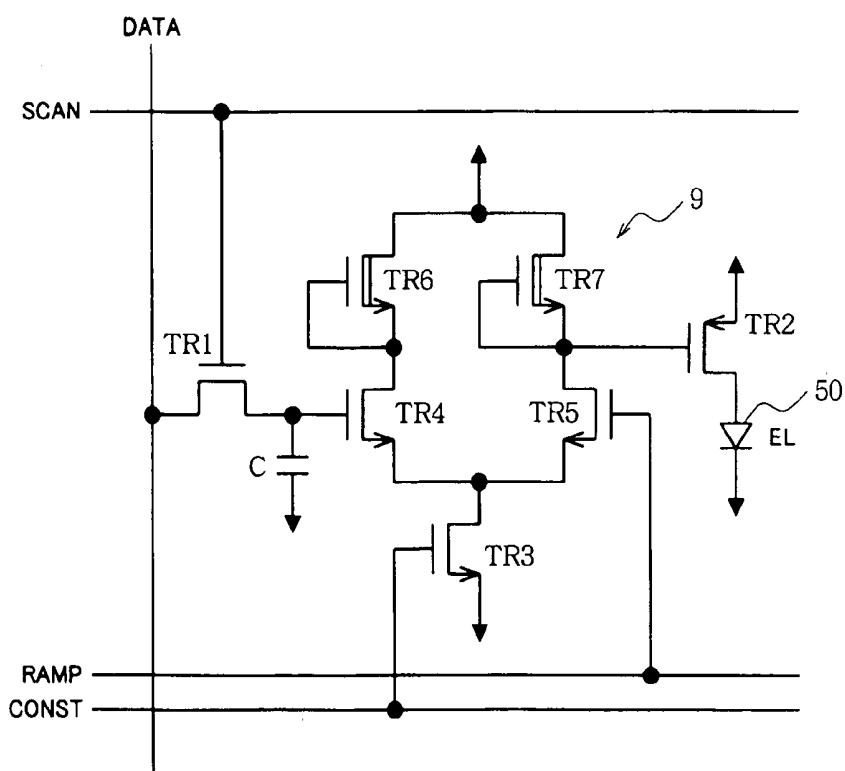 DATA
SCAN
9
TR6
TR7
TR2
TR1
TR4
TR5
50
EL
C
TR3
RAMP
CONST